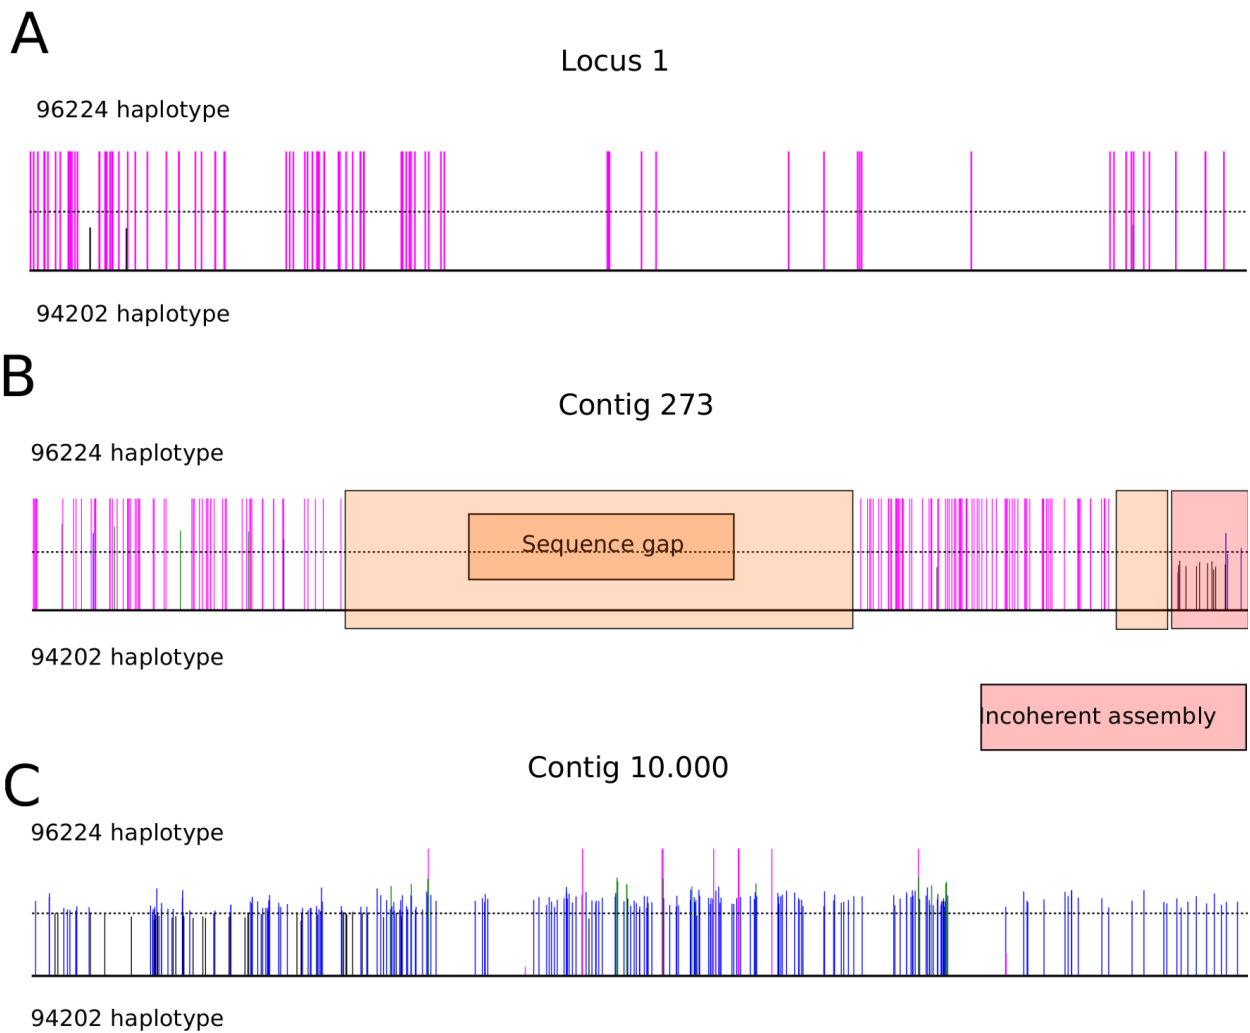 A
Locus 1
96224 haplotype
94202 haplotype
B
Contig 273
96224 haplotype
Sequence gap
94202 haplotype
Incoherent assembly
Contig 10.000
C
96224 haplotype
94202 haplotype